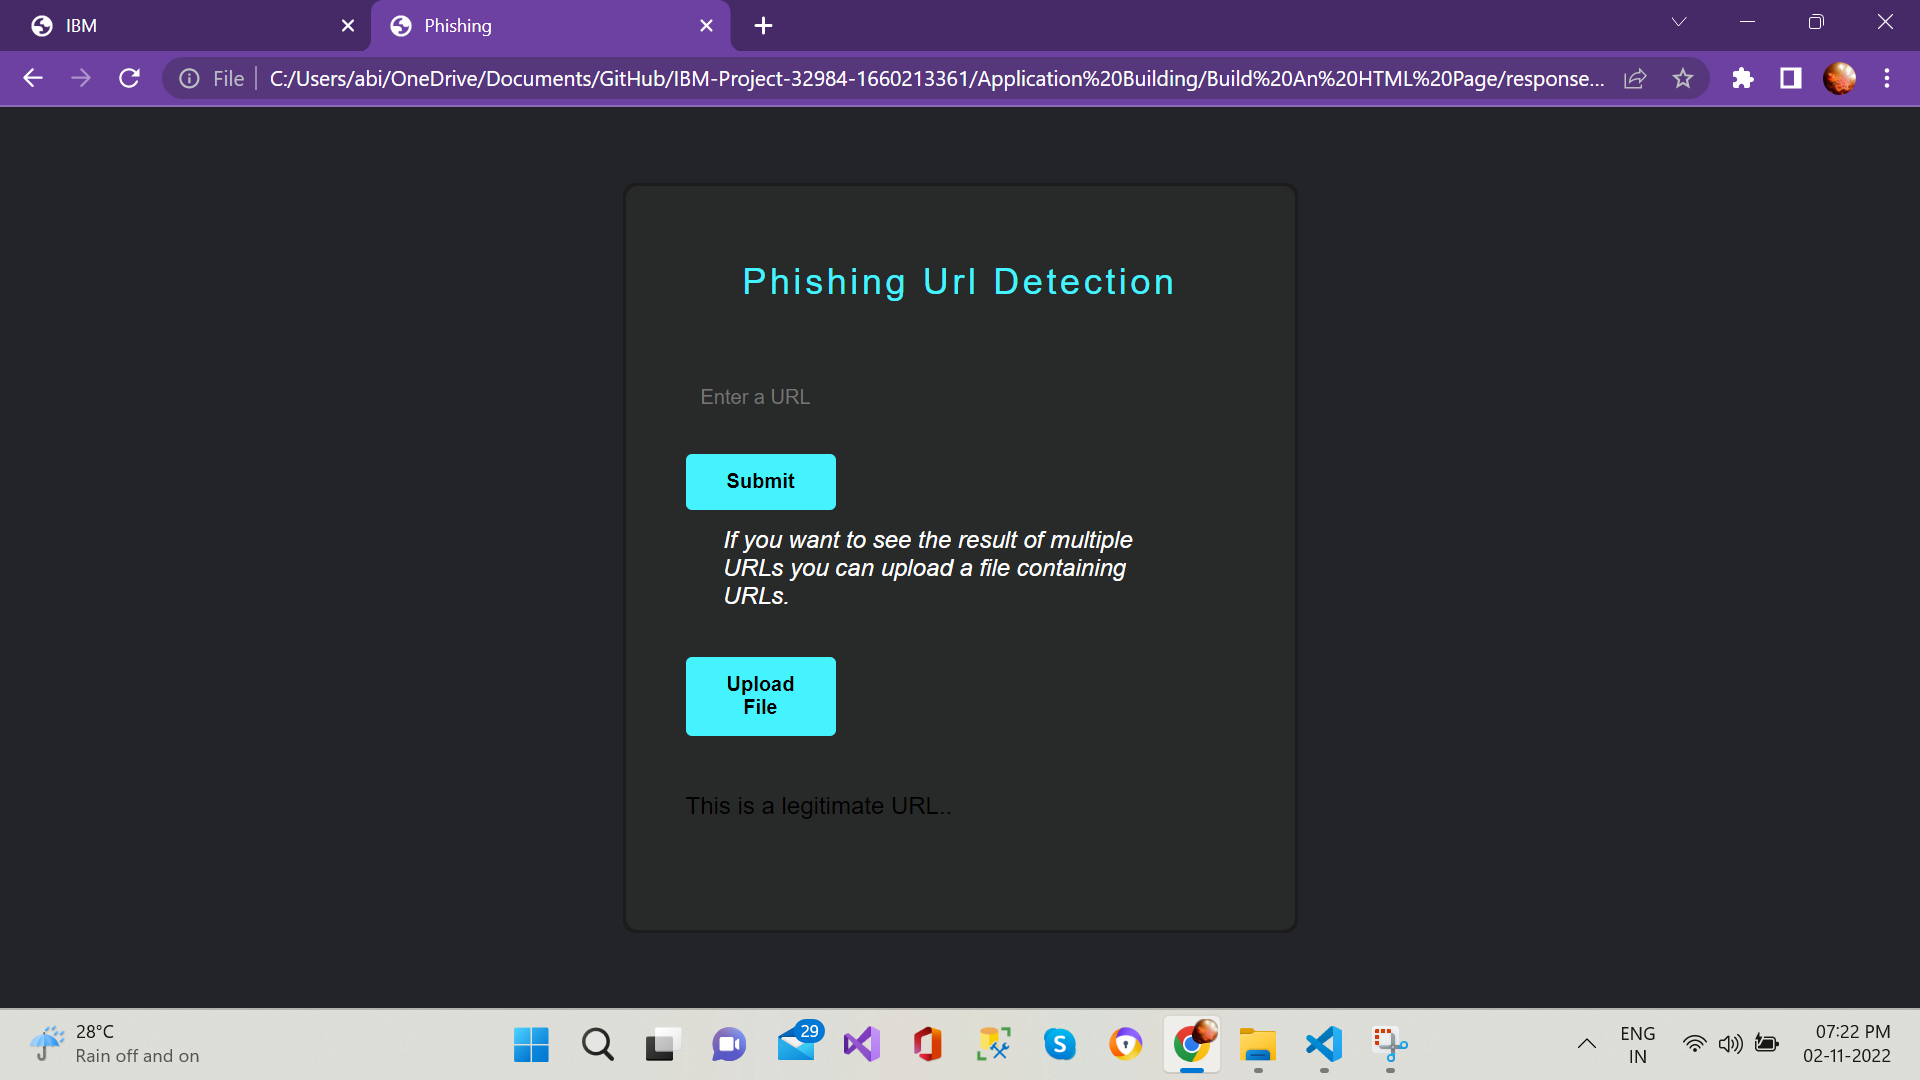 IBM
Phishing
File
C:/Users/abi/OneDrive/Documents/GitHub/IBM-Project-32984-1660213361/Application%20Building/Build%20An%20HTML%20Page/response...
Phishing Url Detection
Enter a URL
Submit
If you want to see the result of multiple
URLs you can upload a file containing
URLs.
Upload
File
This is a legitimate URL..
28°C
Rain off and on
29
S
ENG
IN
07:22 PM
02-11-2022